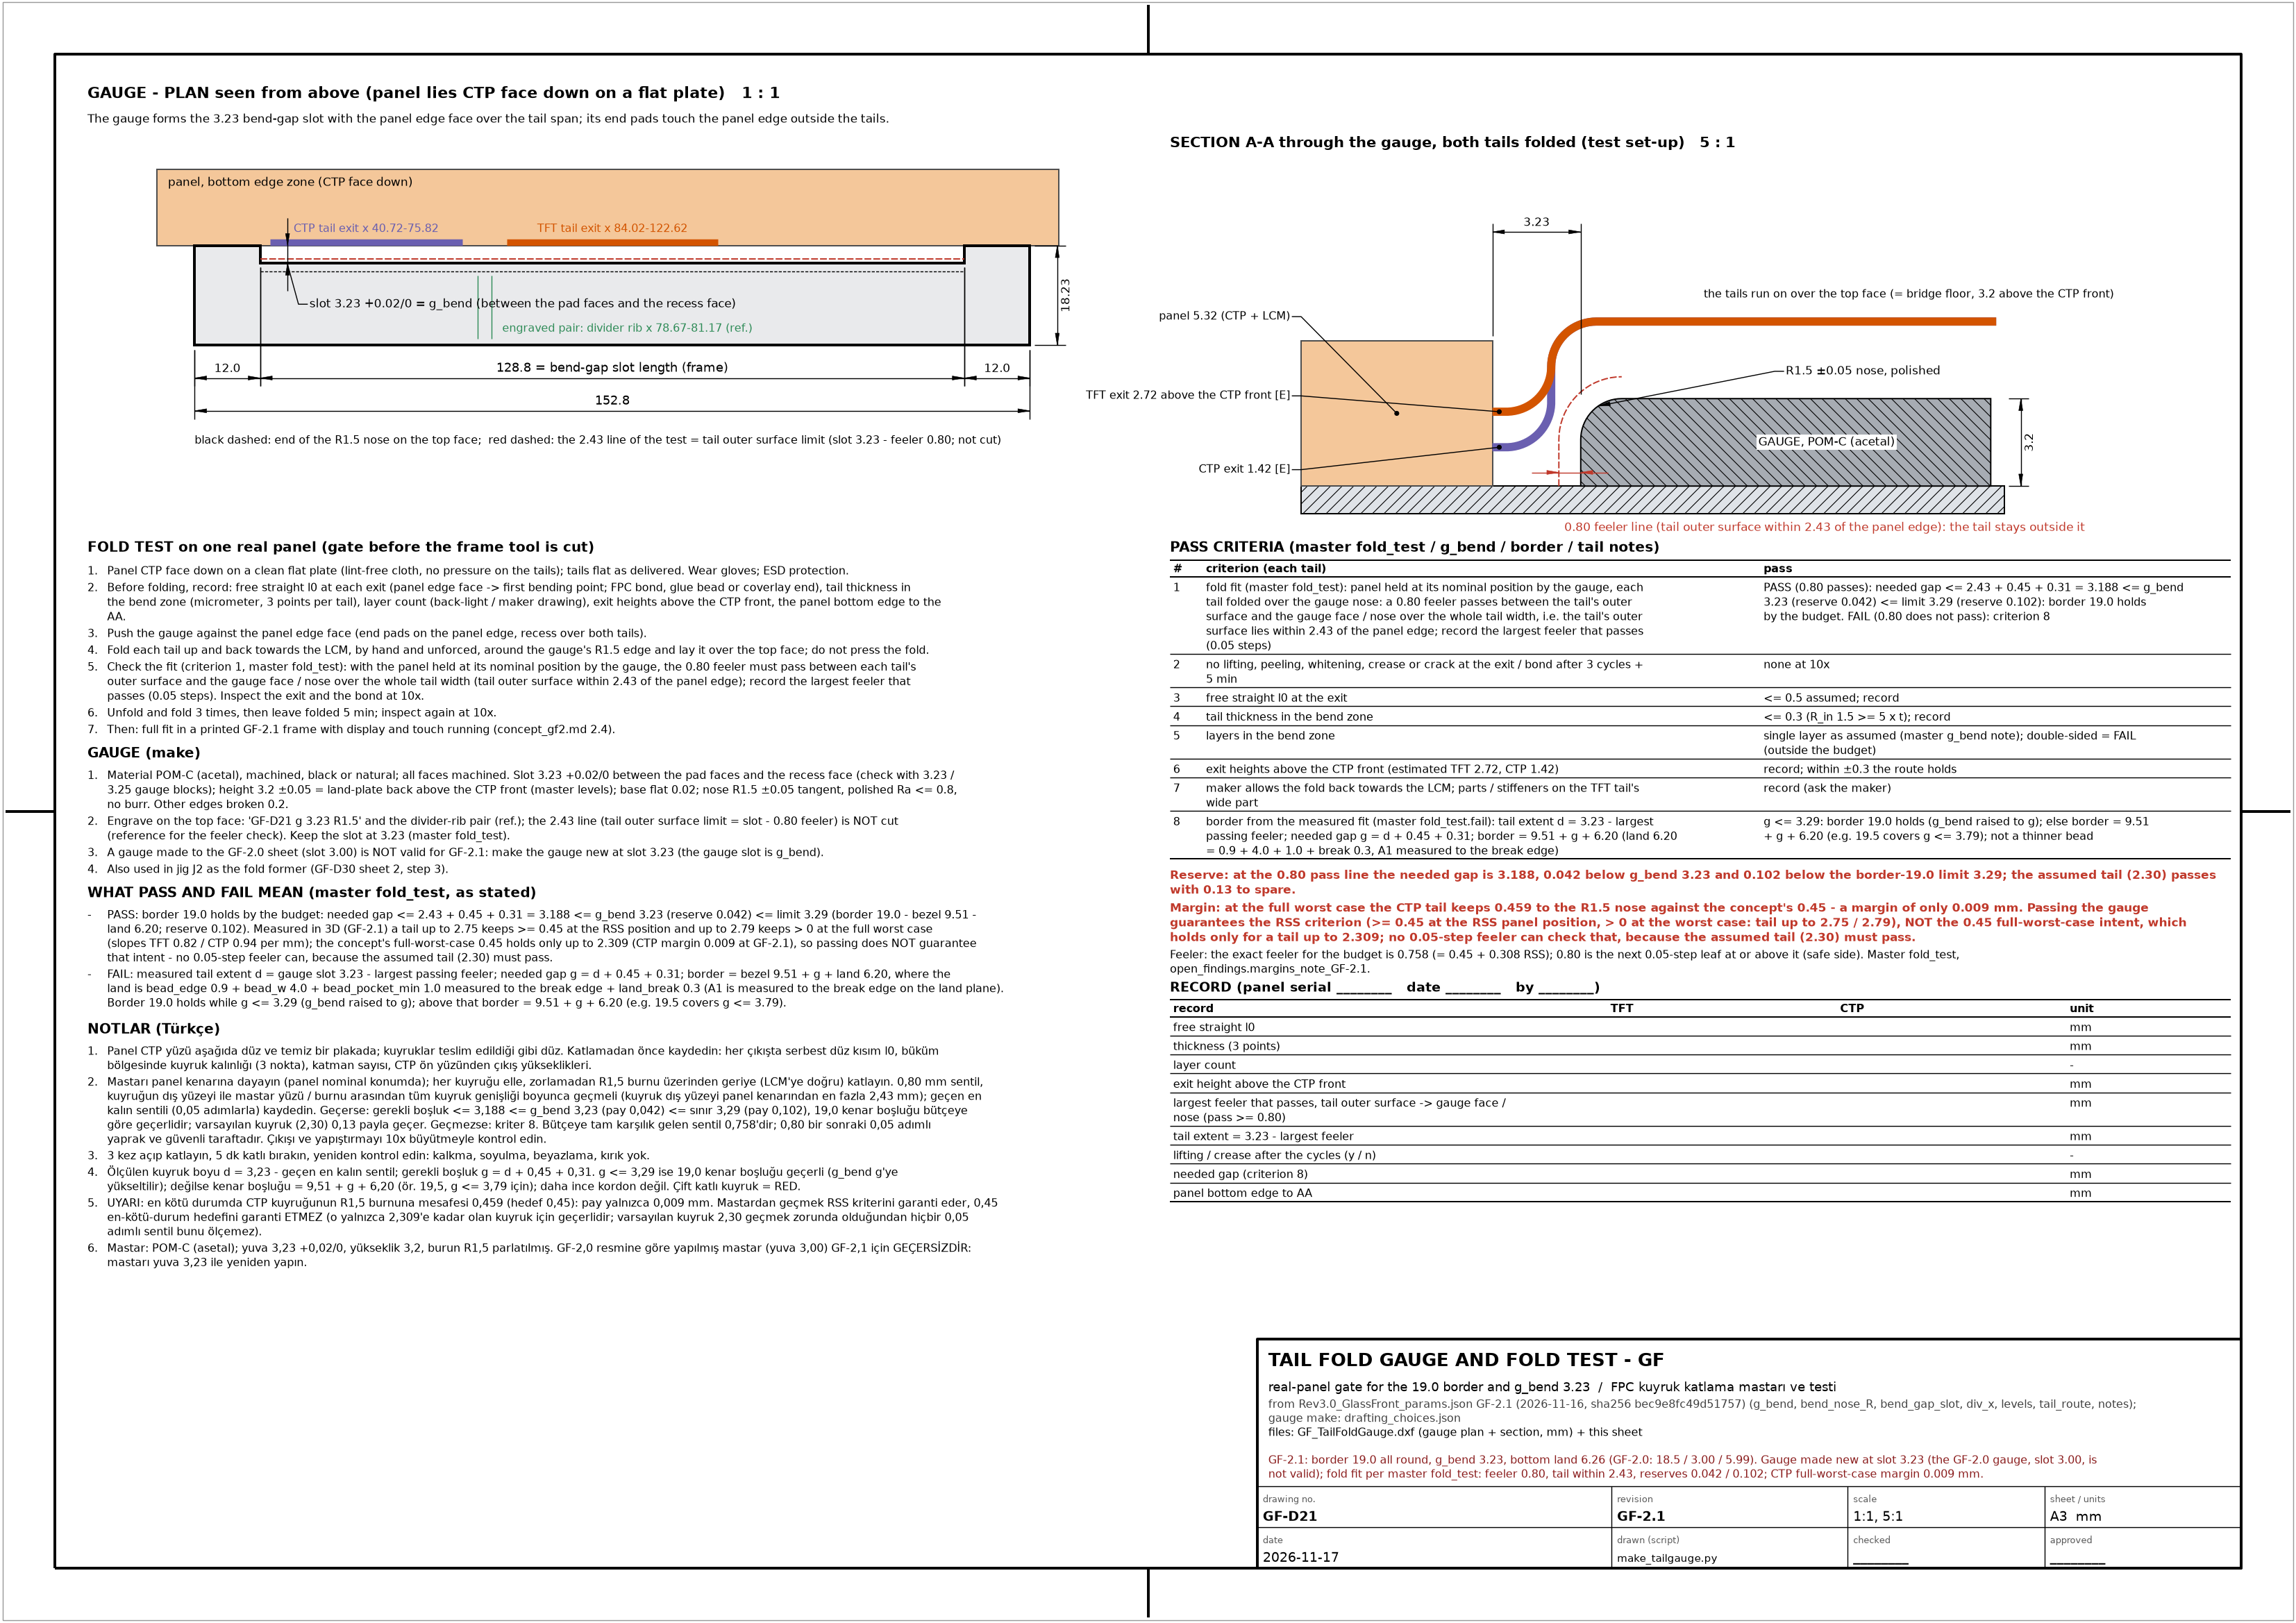 GAUGE - PLAN seen from above (panel lies CTP face down on a flat plate)   1 : 1
The gauge forms the 3.23 bend-gap slot with the panel edge face over the tail span; its end pads touch the panel edge outside the tails.
panel, bottom edge zone (CTP face down)
CTP tail exit x 40.72-75.82
TFT tail exit x 84.02-122.62
slot 3.23 +0.02/0 = g_bend (between the pad faces and the recess face)
engraved pair: divider rib x 78.67-81.17 (ref.)
18.23
12.0
128.8 = bend-gap slot length (frame)
12.0
152.8
black dashed: end of the R1.5 nose on the top face;  red dashed: the 2.43 line of the test = tail outer surface limit (slot 3.23 - feeler 0.80; not cut)
SECTION A-A through the gauge, both tails folded (test set-up)   5 : 1
3.23
the tails run on over the top face (= bridge floor, 3.2 above the CTP front)
panel 5.32 (CTP + LCM)
R1.5 ±0.05 nose, polished
TFT exit 2.72 above the CTP front [E]
GAUGE, POM-C (acetal)
3.2
CTP exit 1.42 [E]
0.80 feeler line (tail outer surface within 2.43 of the panel edge): the tail stays outside it
FOLD TEST on one real panel (gate before the frame tool is cut)
1. Panel CTP face down on a clean flat plate (lint-free cloth, no pressure on the tails); tails flat as delivered. Wear gloves; ESD protection.
2. Before folding, record: free straight l0 at each exit (panel edge face -> first bending point; FPC bond, glue bead or coverlay end), tail thickness in
the bend zone (micrometer, 3 points per tail), layer count (back-light / maker drawing), exit heights above the CTP front, the panel bottom edge to the
AA.
3. Push the gauge against the panel edge face (end pads on the panel edge, recess over both tails).
4. Fold each tail up and back towards the LCM, by hand and unforced, around the gauge's R1.5 edge and lay it over the top face; do not press the fold.
5. Check the fit (criterion 1, master fold_test): with the panel held at its nominal position by the gauge, the 0.80 feeler must pass between each tail's
outer surface and the gauge face / nose over the whole tail width (tail outer surface within 2.43 of the panel edge); record the largest feeler that
passes (0.05 steps). Inspect the exit and the bond at 10x.
6. Unfold and fold 3 times, then leave folded 5 min; inspect again at 10x.
7. Then: full fit in a printed GF-2.1 frame with display and touch running (concept_gf2.md 2.4).
GAUGE (make)
1. Material POM-C (acetal), machined, black or natural; all faces machined. Slot 3.23 +0.02/0 between the pad faces and the recess face (check with 3.23 /
3.25 gauge blocks); height 3.2 ±0.05 = land-plate back above the CTP front (master levels); base flat 0.02; nose R1.5 ±0.05 tangent, polished Ra <= 0.8,
no burr. Other edges broken 0.2.
2. Engrave on the top face: 'GF-D21 g 3.23 R1.5' and the divider-rib pair (ref.); the 2.43 line (tail outer surface limit = slot - 0.80 feeler) is NOT cut
(reference for the feeler check). Keep the slot at 3.23 (master fold_test).
3. A gauge made to the GF-2.0 sheet (slot 3.00) is NOT valid for GF-2.1: make the gauge new at slot 3.23 (the gauge slot is g_bend).
4. Also used in jig J2 as the fold former (GF-D30 sheet 2, step 3).
WHAT PASS AND FAIL MEAN (master fold_test, as stated)
- PASS: border 19.0 holds by the budget: needed gap <= 2.43 + 0.45 + 0.31 = 3.188 <= g_bend 3.23 (reserve 0.042) <= limit 3.29 (border 19.0 - bezel 9.51 -
land 6.20; reserve 0.102). Measured in 3D (GF-2.1) a tail up to 2.75 keeps >= 0.45 at the RSS position and up to 2.79 keeps > 0 at the full worst case
(slopes TFT 0.82 / CTP 0.94 per mm); the concept's full-worst-case 0.45 holds only up to 2.309 (CTP margin 0.009 at GF-2.1), so passing does NOT guarantee
that intent - no 0.05-step feeler can, because the assumed tail (2.30) must pass.
- FAIL: measured tail extent d = gauge slot 3.23 - largest passing feeler; needed gap g = d + 0.45 + 0.31; border = bezel 9.51 + g + land 6.20, where the
land is bead_edge 0.9 + bead_w 4.0 + bead_pocket_min 1.0 measured to the break edge + land_break 0.3 (A1 is measured to the break edge on the land plane).
Border 19.0 holds while g <= 3.29 (g_bend raised to g); above that border = 9.51 + g + 6.20 (e.g. 19.5 covers g <= 3.79).
NOTLAR (Türkçe)
1. Panel CTP yüzü aşağıda düz ve temiz bir plakada; kuyruklar teslim edildiği gibi düz. Katlamadan önce kaydedin: her çıkışta serbest düz kısım l0, büküm
bölgesinde kuyruk kalınlığı (3 nokta), katman sayısı, CTP ön yüzünden çıkış yükseklikleri.
2. Mastarı panel kenarına dayayın (panel nominal konumda); her kuyruğu elle, zorlamadan R1,5 burnu üzerinden geriye (LCM'ye doğru) katlayın. 0,80 mm sentil,
kuyruğun dış yüzeyi ile mastar yüzü / burnu arasından tüm kuyruk genişliği boyunca geçmeli (kuyruk dış yüzeyi panel kenarından en fazla 2,43 mm); geçen en
kalın sentili (0,05 adımlarla) kaydedin. Geçerse: gerekli boşluk <= 3,188 <= g_bend 3,23 (pay 0,042) <= sınır 3,29 (pay 0,102), 19,0 kenar boşluğu bütçeye
göre geçerlidir; varsayılan kuyruk (2,30) 0,13 payla geçer. Geçmezse: kriter 8. Bütçeye tam karşılık gelen sentil 0,758'dir; 0,80 bir sonraki 0,05 adımlı
yaprak ve güvenli taraftadır. Çıkışı ve yapıştırmayı 10x büyütmeyle kontrol edin.
3. 3 kez açıp katlayın, 5 dk katlı bırakın, yeniden kontrol edin: kalkma, soyulma, beyazlama, kırık yok.
4. Ölçülen kuyruk boyu d = 3,23 - geçen en kalın sentil; gerekli boşluk g = d + 0,45 + 0,31. g <= 3,29 ise 19,0 kenar boşluğu geçerli (g_bend g'ye
yükseltilir); değilse kenar boşluğu = 9,51 + g + 6,20 (ör. 19,5, g <= 3,79 için); daha ince kordon değil. Çift katlı kuyruk = RED.
5. UYARI: en kötü durumda CTP kuyruğunun R1,5 burnuna mesafesi 0,459 (hedef 0,45): pay yalnızca 0,009 mm. Mastardan geçmek RSS kriterini garanti eder, 0,45
en-kötü-durum hedefini garanti ETMEZ (o yalnızca 2,309'e kadar olan kuyruk için geçerlidir; varsayılan kuyruk 2,30 geçmek zorunda olduğundan hiçbir 0,05
adımlı sentil bunu ölçemez).
6. Mastar: POM-C (asetal); yuva 3,23 +0,02/0, yükseklik 3,2, burun R1,5 parlatılmış. GF-2,0 resmine göre yapılmış mastar (yuva 3,00) GF-2,1 için GEÇERSİZDİR:
mastarı yuva 3,23 ile yeniden yapın.
PASS CRITERIA (master fold_test / g_bend / border / tail notes)
# criterion (each tail) pass
1 fold fit (master fold_test): panel held at its nominal position by the gauge, each PASS (0.80 passes): needed gap <= 2.43 + 0.45 + 0.31 = 3.188 <= g_bend
tail folded over the gauge nose: a 0.80 feeler passes between the tail's outer 3.23 (reserve 0.042) <= limit 3.29 (reserve 0.102): border 19.0 holds
surface and the gauge face / nose over the whole tail width, i.e. the tail's outer by the budget. FAIL (0.80 does not pass): criterion 8
surface lies within 2.43 of the panel edge; record the largest feeler that passes
(0.05 steps)
2 no lifting, peeling, whitening, crease or crack at the exit / bond after 3 cycles + none at 10x
5 min
3 free straight l0 at the exit <= 0.5 assumed; record
4 tail thickness in the bend zone <= 0.3 (R_in 1.5 >= 5 x t); record
5 layers in the bend zone single layer as assumed (master g_bend note); double-sided = FAIL
(outside the budget)
6 exit heights above the CTP front (estimated TFT 2.72, CTP 1.42) record; within ±0.3 the route holds
7 maker allows the fold back towards the LCM; parts / stiffeners on the TFT tail's record (ask the maker)
wide part
8 border from the measured fit (master fold_test.fail): tail extent d = 3.23 - largest g <= 3.29: border 19.0 holds (g_bend raised to g); else border = 9.51
passing feeler; needed gap g = d + 0.45 + 0.31; border = 9.51 + g + 6.20 (land 6.20 + g + 6.20 (e.g. 19.5 covers g <= 3.79); not a thinner bead
= 0.9 + 4.0 + 1.0 + break 0.3, A1 measured to the break edge)
Reserve: at the 0.80 pass line the needed gap is 3.188, 0.042 below g_bend 3.23 and 0.102 below the border-19.0 limit 3.29; the assumed tail (2.30) passes
with 0.13 to spare.
Margin: at the full worst case the CTP tail keeps 0.459 to the R1.5 nose against the concept's 0.45 - a margin of only 0.009 mm. Passing the gauge
guarantees the RSS criterion (>= 0.45 at the RSS panel position, > 0 at the worst case: tail up to 2.75 / 2.79), NOT the 0.45 full-worst-case intent, which
holds only for a tail up to 2.309; no 0.05-step feeler can check that, because the assumed tail (2.30) must pass.
Feeler: the exact feeler for the budget is 0.758 (= 0.45 + 0.308 RSS); 0.80 is the next 0.05-step leaf at or above it (safe side). Master fold_test,
open_findings.margins_note_GF-2.1.
RECORD (panel serial ________   date ________   by ________)
record TFT CTP unit
free straight l0 mm
thickness (3 points) mm
layer count -
exit height above the CTP front mm
largest feeler that passes, tail outer surface -> gauge face / mm
nose (pass >= 0.80)
tail extent = 3.23 - largest feeler mm
lifting / crease after the cycles (y / n) -
needed gap (criterion 8) mm
panel bottom edge to AA mm
TAIL FOLD GAUGE AND FOLD TEST - GF
real-panel gate for the 19.0 border and g_bend 3.23  /  FPC kuyruk katlama mastarı ve testi
from Rev3.0_GlassFront_params.json GF-2.1 (2026-11-16, sha256 bec9e8fc49d51757) (g_bend, bend_nose_R, bend_gap_slot, div_x, levels, tail_route, notes);
gauge make: drafting_choices.json
files: GF_TailFoldGauge.dxf (gauge plan + section, mm) + this sheet
GF-2.1: border 19.0 all round, g_bend 3.23, bottom land 6.26 (GF-2.0: 18.5 / 3.00 / 5.99). Gauge made new at slot 3.23 (the GF-2.0 gauge, slot 3.00, is
not valid); fold fit per master fold_test: feeler 0.80, tail within 2.43, reserves 0.042 / 0.102; CTP full-worst-case margin 0.009 mm.
drawing no. revision scale sheet / units
GF-D21 GF-2.1 1:1, 5:1 A3  mm
date drawn (script) checked approved
2026-11-17 make_tailgauge.py ________ ________